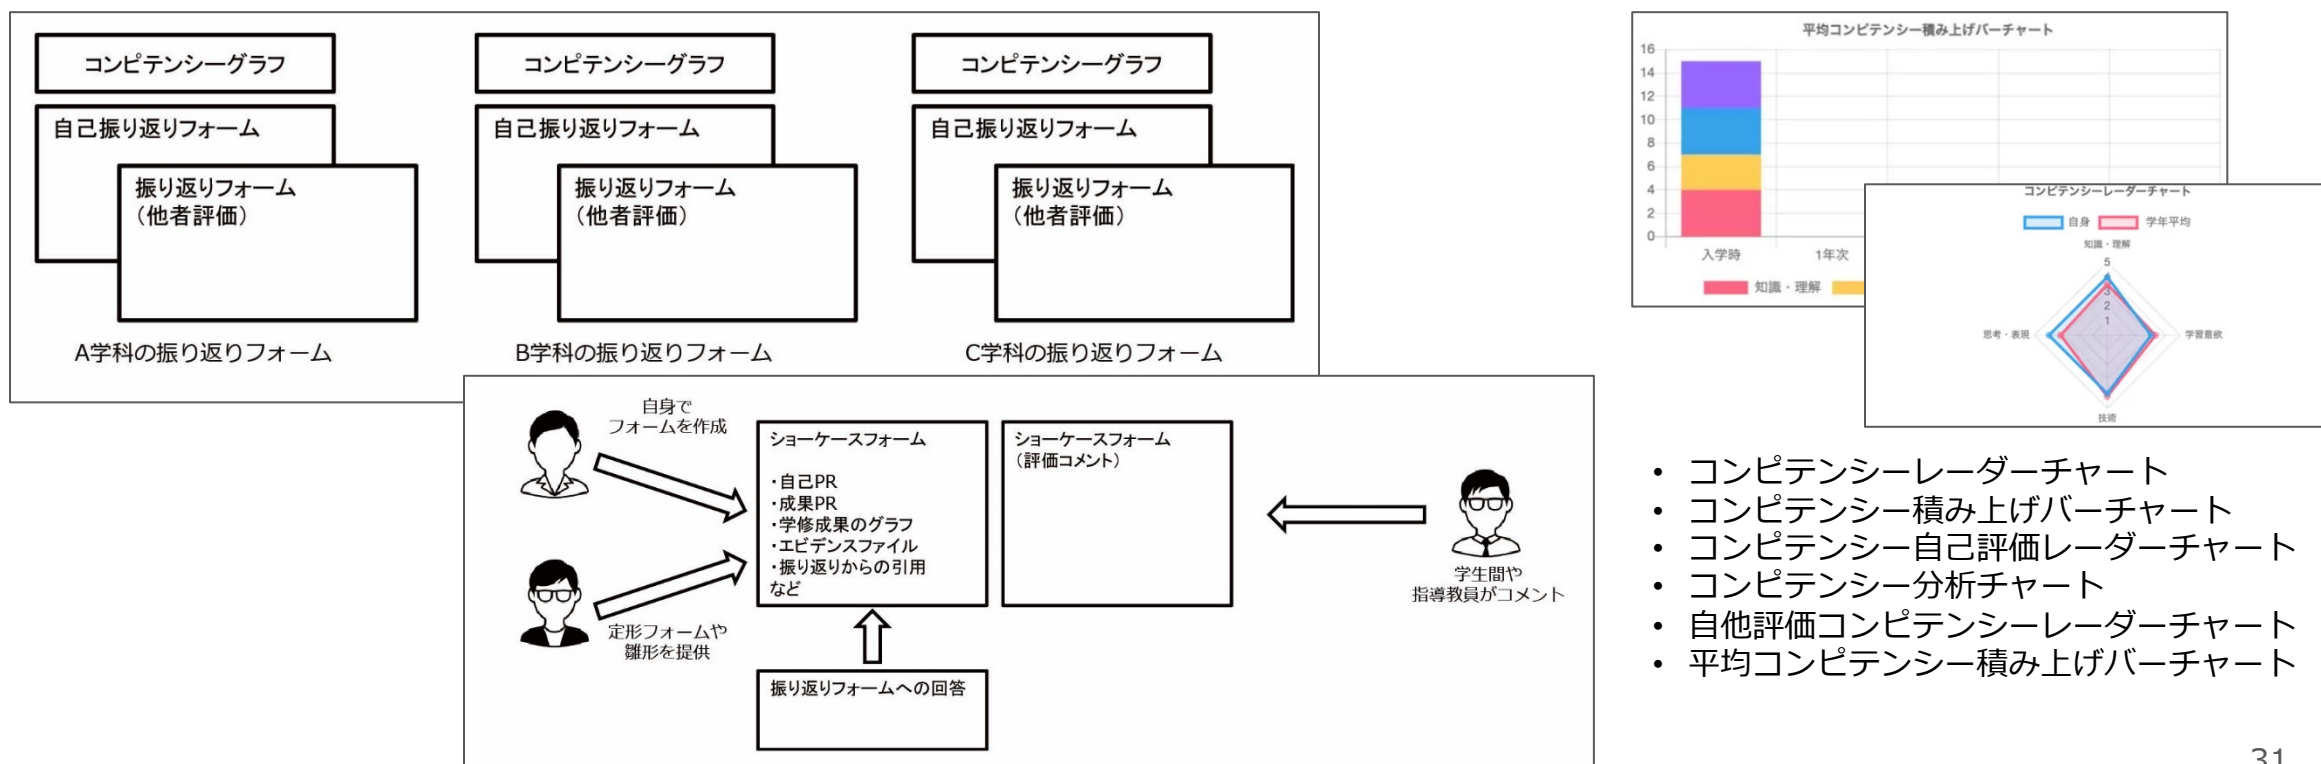 コンピテンシーグラフ
自己振り返りフォーム
振り返りフォーム
（他者評価）
A学科の振り返りフォーム
コンピテンシーグラフ
自己振り返りフォーム
振り返りフォーム
（他者評価）
B学科の振り返りフォーム
コンピテンシーグラフ
自己振り返りフォーム
振り返りフォーム
（他者評価）
C学科の振り返りフォーム
自身で
フォームを作成
定形フォームや
雛形を提供
ショーケースフォーム
・自己PR
・成果PR
・学修成果のグラフ
・エビデンスファイル
・振り返りからの引用
など
ショーケースフォーム
（評価コメント）
学生間や
指導教員がコメント
振り返りフォームへの回答
平均コンピテンシー積み上げバーチャート
16
14
12
10
8
6
4
2
0
入学時 1年次
知識・理解
コンピテンシーレーダーチャート
自身 学年平均
知識・理解
5
3
2
1
思考・表現 学習意欲
技術
• コンピテンシーレーダーチャート
• コンピテンシー積み上げバーチャート
• コンピテンシー自己評価レーダーチャート
• コンピテンシー分析チャート
• 自他評価コンピテンシーレーダーチャート
• 平均コンピテンシー積み上げバーチャート
31